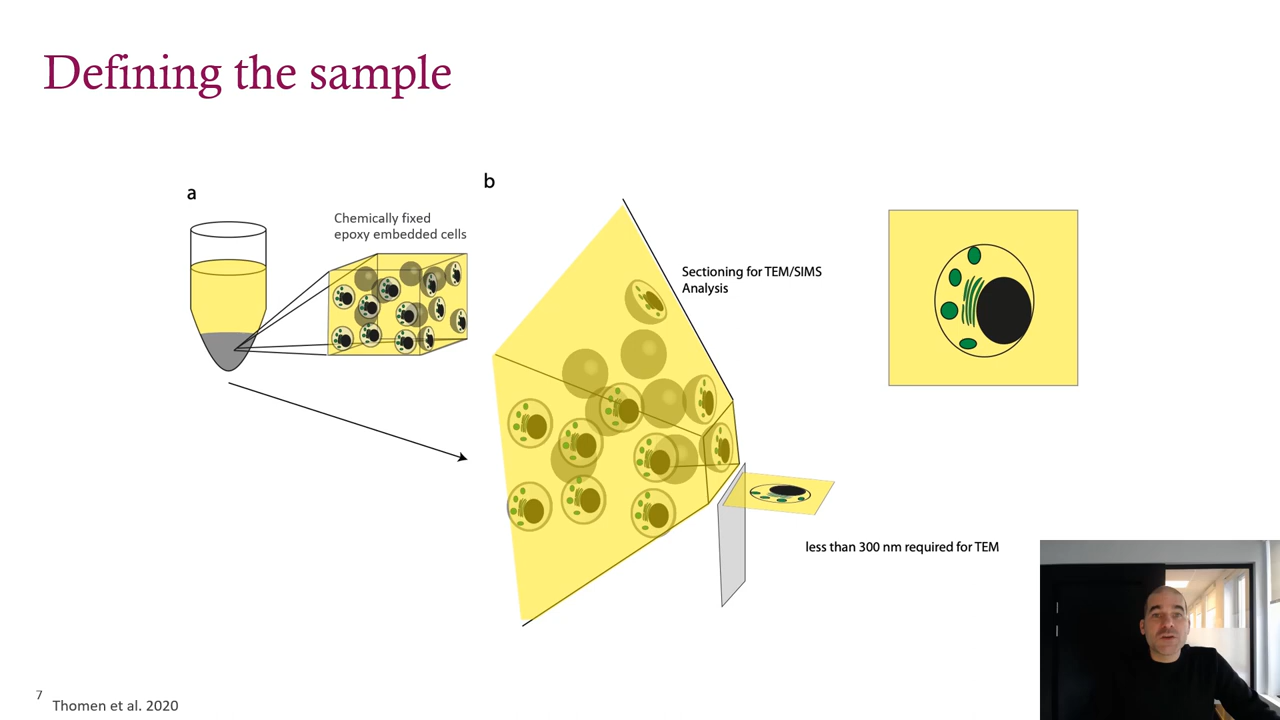 Defining the sample
a
b
Chemically fixed
epoxy embedded cells
Sectioning for TEM/SIMS
Analysis
less than 300 nm required for TEM
7
Thomen et al. 2020